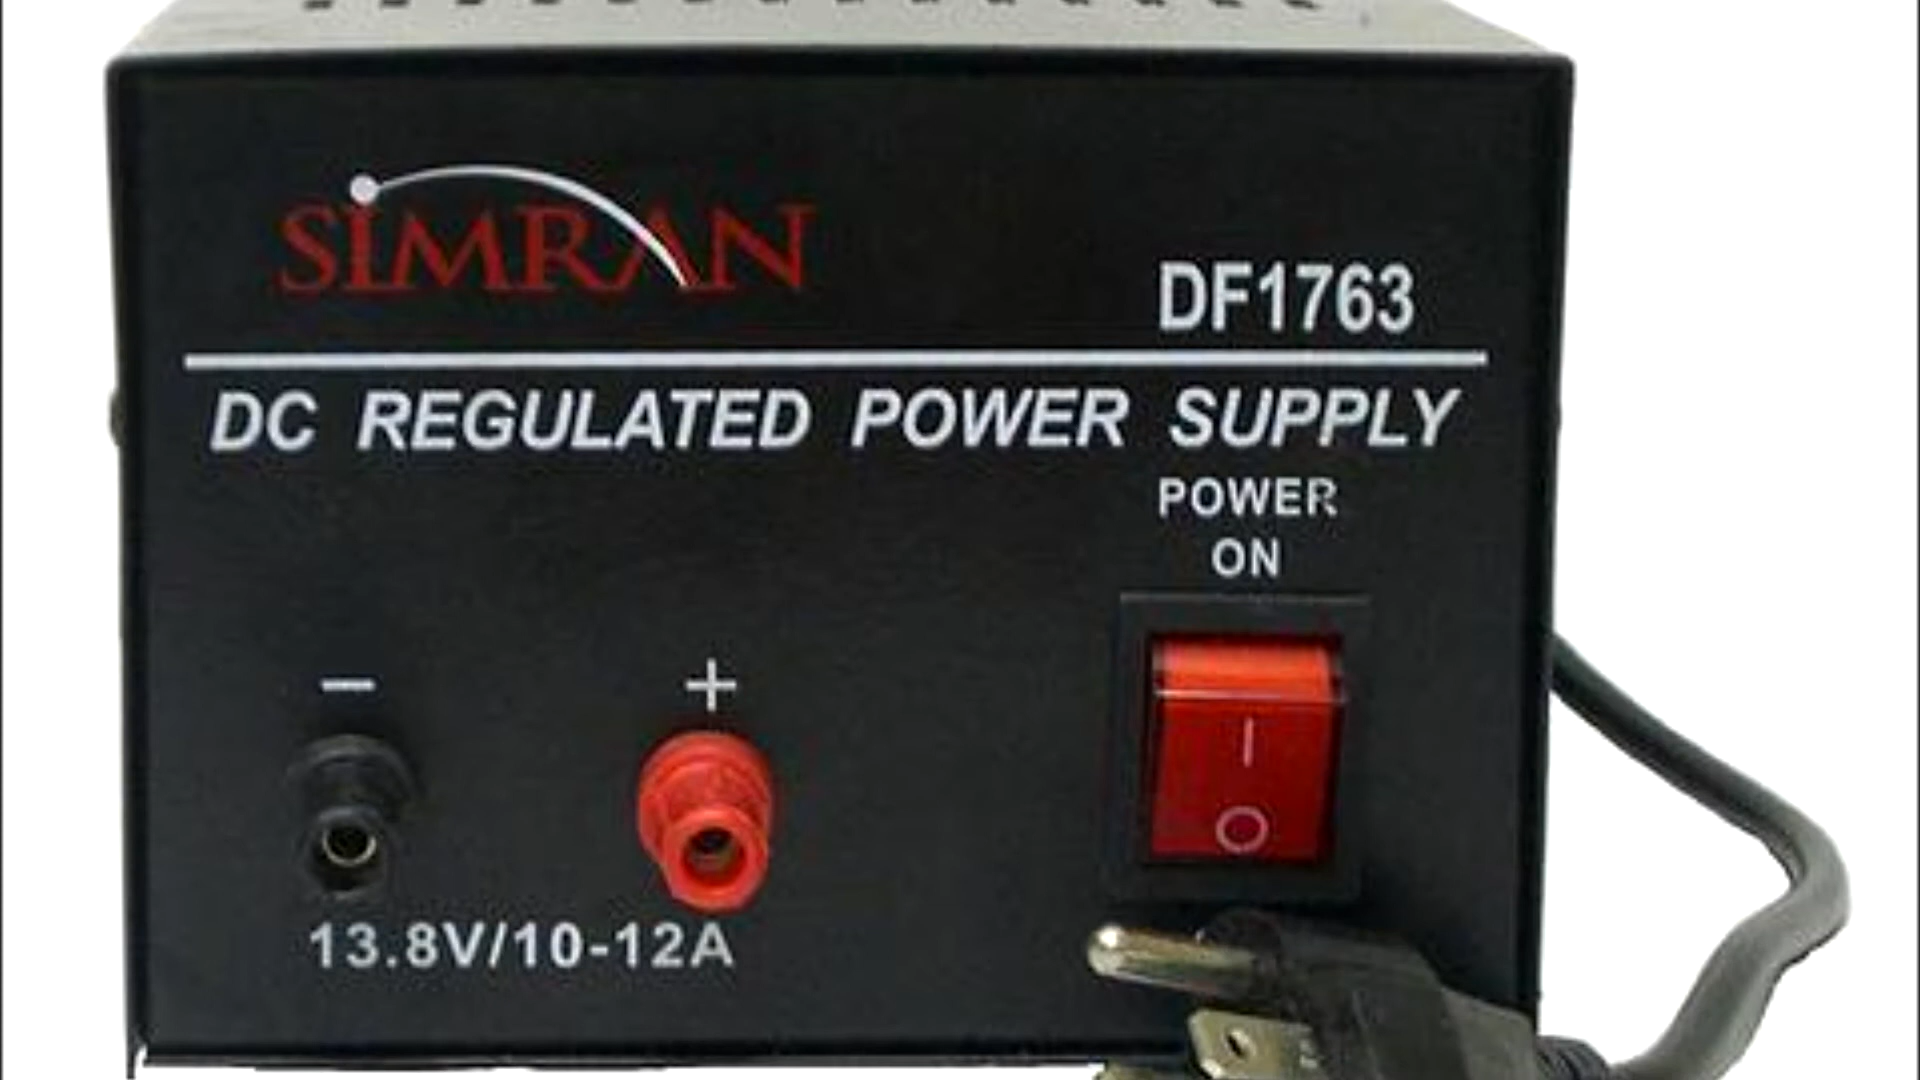 SIMRAN
DF1763
DC REGULATED POWER SUPPLY
POWER
ON
− +
13.8V/10-12A